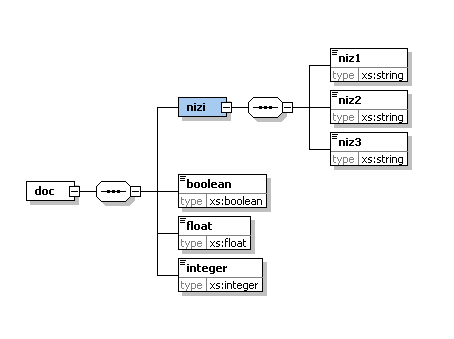 niz1
type xs:string
nizi
niz2
type xs:string
niz3
type xs:string
doc
boolean
type xs:boolean
float
type xs:float
integer
type xs:integer